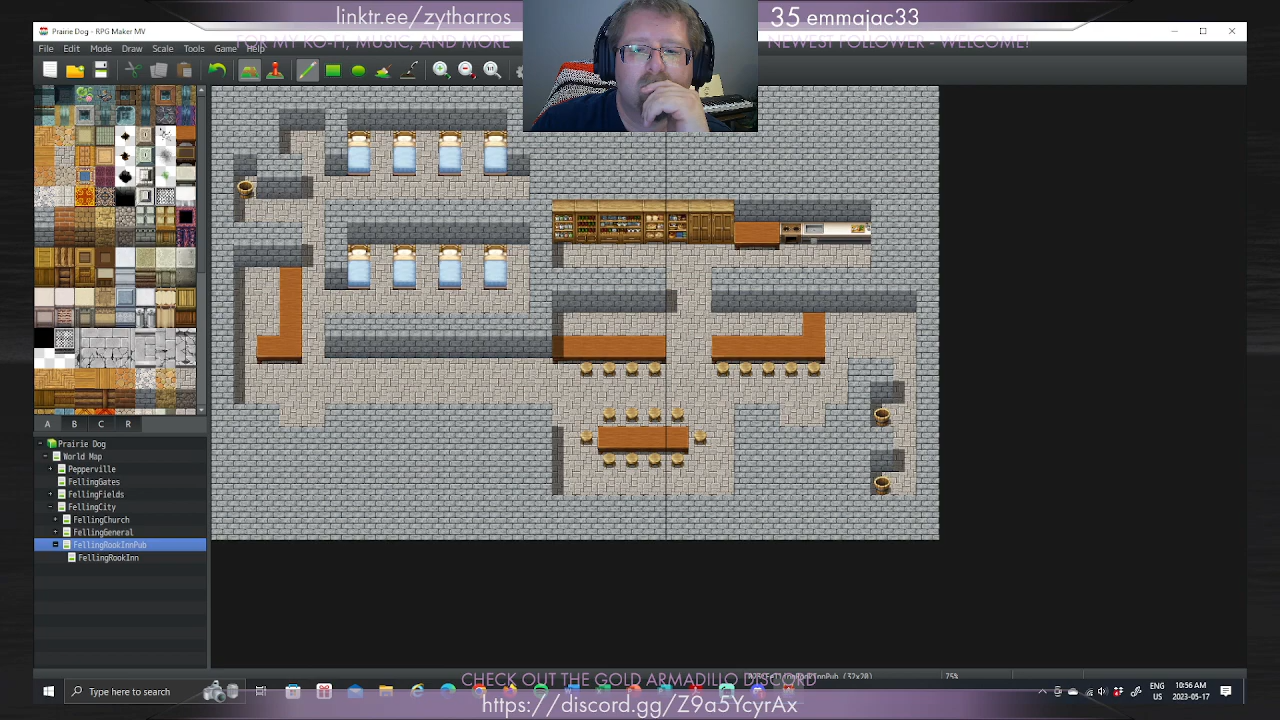 linktr.ee/zytharros
35 emmajac33
Prairie Dog - RPG Maker MV
FOR MY KO-FI, MUSIC, AND MORE
NEWEST FOLLOWER - WELCOME!
File Edit Mode Draw Scale Tools Game Help
A B C R
Prairie Dog
World Map
Pepperville
FellingGates
FellingFields
FellingCity
FellingChurch
FellingGeneral
FellingRookInnPub
FellingRookInn
CHECK OUT THE GOLD ARMADILLO DISCORD
75%
Type here to search
https://discord.gg/Z9a5YcyrAx
ENG
US
10:56 AM
2023-05-17